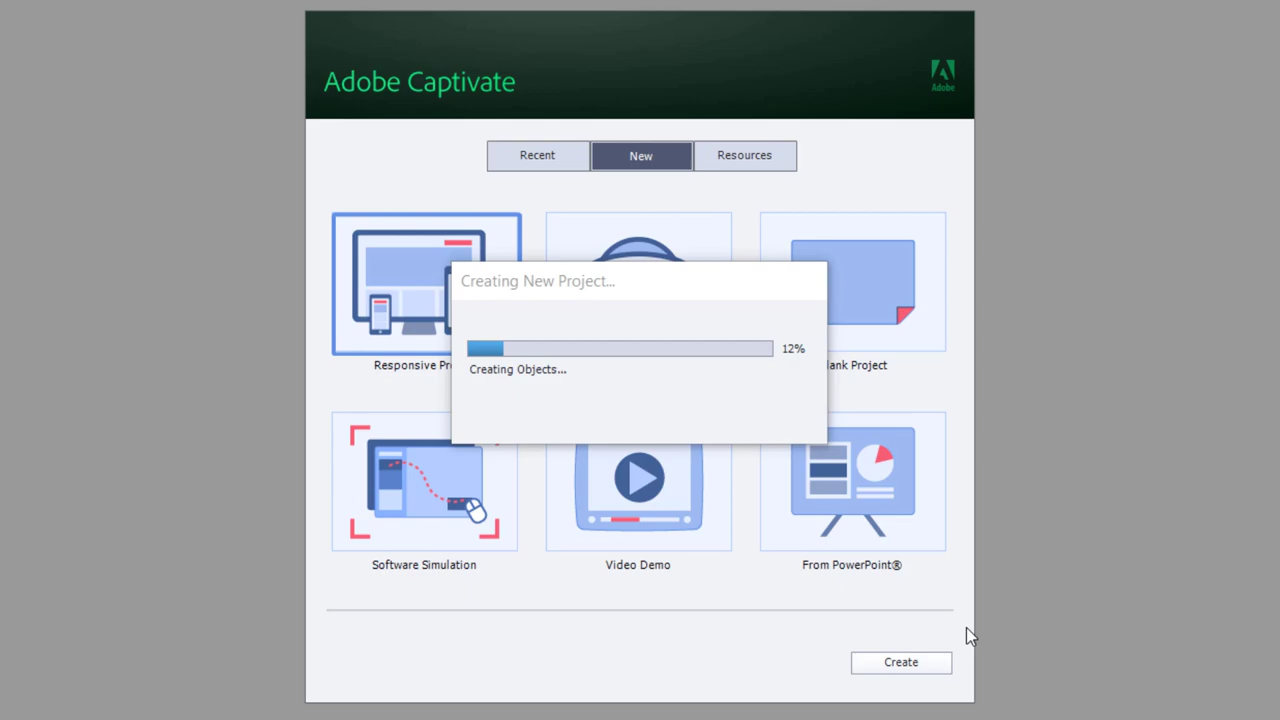 Adobe Captivate
Adobe
Recent
New
Resources
Creating New Project...
12%
Creating Objects...
Responsive Pr
lank Project
Software Simulation
Video Demo
From PowerPoint®
Create